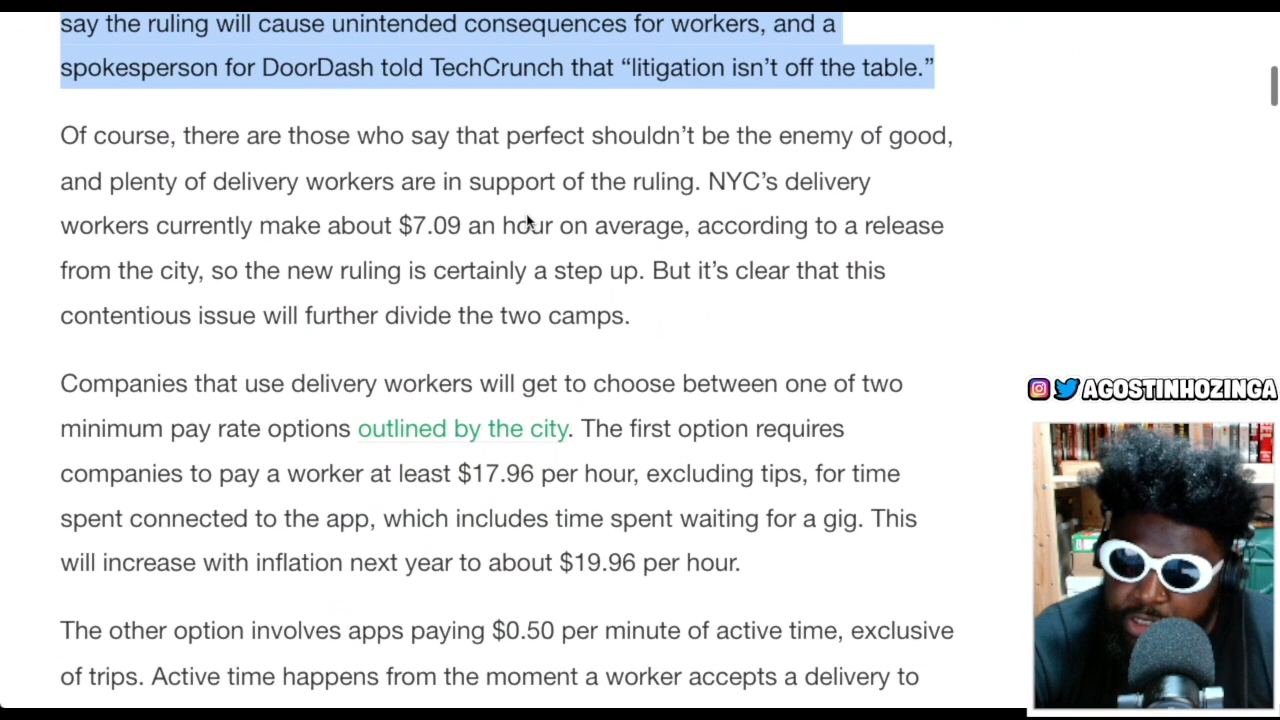 say the ruling will cause unintended consequences for workers, and a
spokesperson for DoorDash told TechCrunch that “litigation isn’t off the table.”
Of course, there are those who say that perfect shouldn’t be the enemy of good,
and plenty of delivery workers are in support of the ruling. NYC’s delivery
workers currently make about $7.09 an hour on average, according to a release
from the city, so the new ruling is certainly a step up. But it’s clear that this
contentious issue will further divide the two camps.
Companies that use delivery workers will get to choose between one of two
minimum pay rate options outlined by the city. The first option requires
companies to pay a worker at least $17.96 per hour, excluding tips, for time
spent connected to the app, which includes time spent waiting for a gig. This
will increase with inflation next year to about $19.96 per hour.
The other option involves apps paying $0.50 per minute of active time, exclusive
of trips. Active time happens from the moment a worker accepts a delivery to
AGOSTINHOZINGA